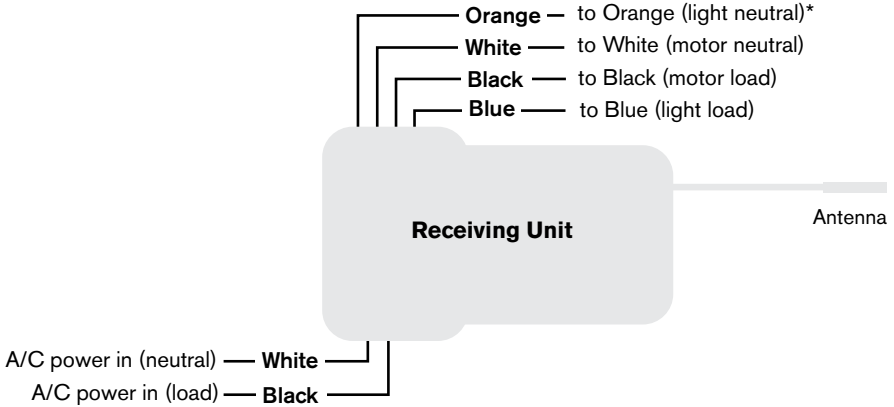 Orange to Orange (light neutral)*
White to White (motor neutral)
Black to Black (motor load)
Blue to Blue (light load)
Antenna
Receiving Unit
A/C power in (neutral) White
A/C power in (load) Black